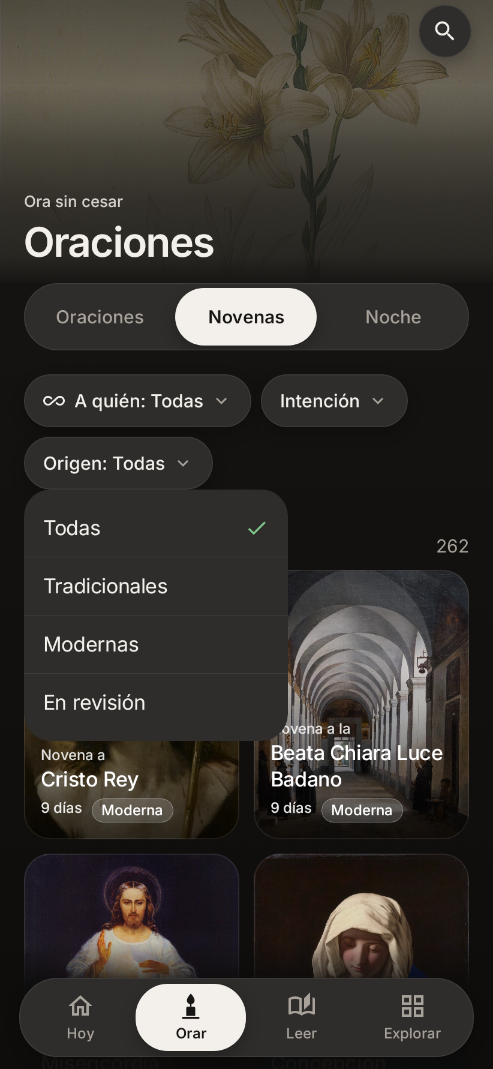 Ora sin cesar
Oraciones
Oraciones
Novenas
Noche
A quién: Todas
Intención
Origen: Todas
Todas
262
Tradicionales
Modernas
En revisión
Novena a
Cristo Rey
9 días
Moderna
ovena a la
Beata Chiara Luce
Badano
9 días
Moderna
Hoy
Orar
Leer
Explorar